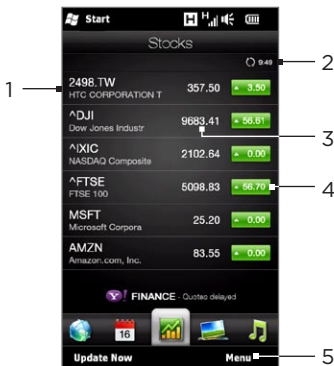 Start
Stocks
9:49
2498.TW
HTC CORPORATION T
357.50
3.50
^DJI
Dow Jones Industr
9683.41
56.61
^IXIC
NASDAQ Composite
2102.64
0.00
^FTSE
FTSE 100
5098.83
56.70
MSFT
Microsoft Corpora
25.20
0.00
AMZN
Amazon.com, Inc.
83.55
0.00
Y! FINANCE - Quotes delayed
16
Update Now
Menu
1
2
3
4
5
H
H